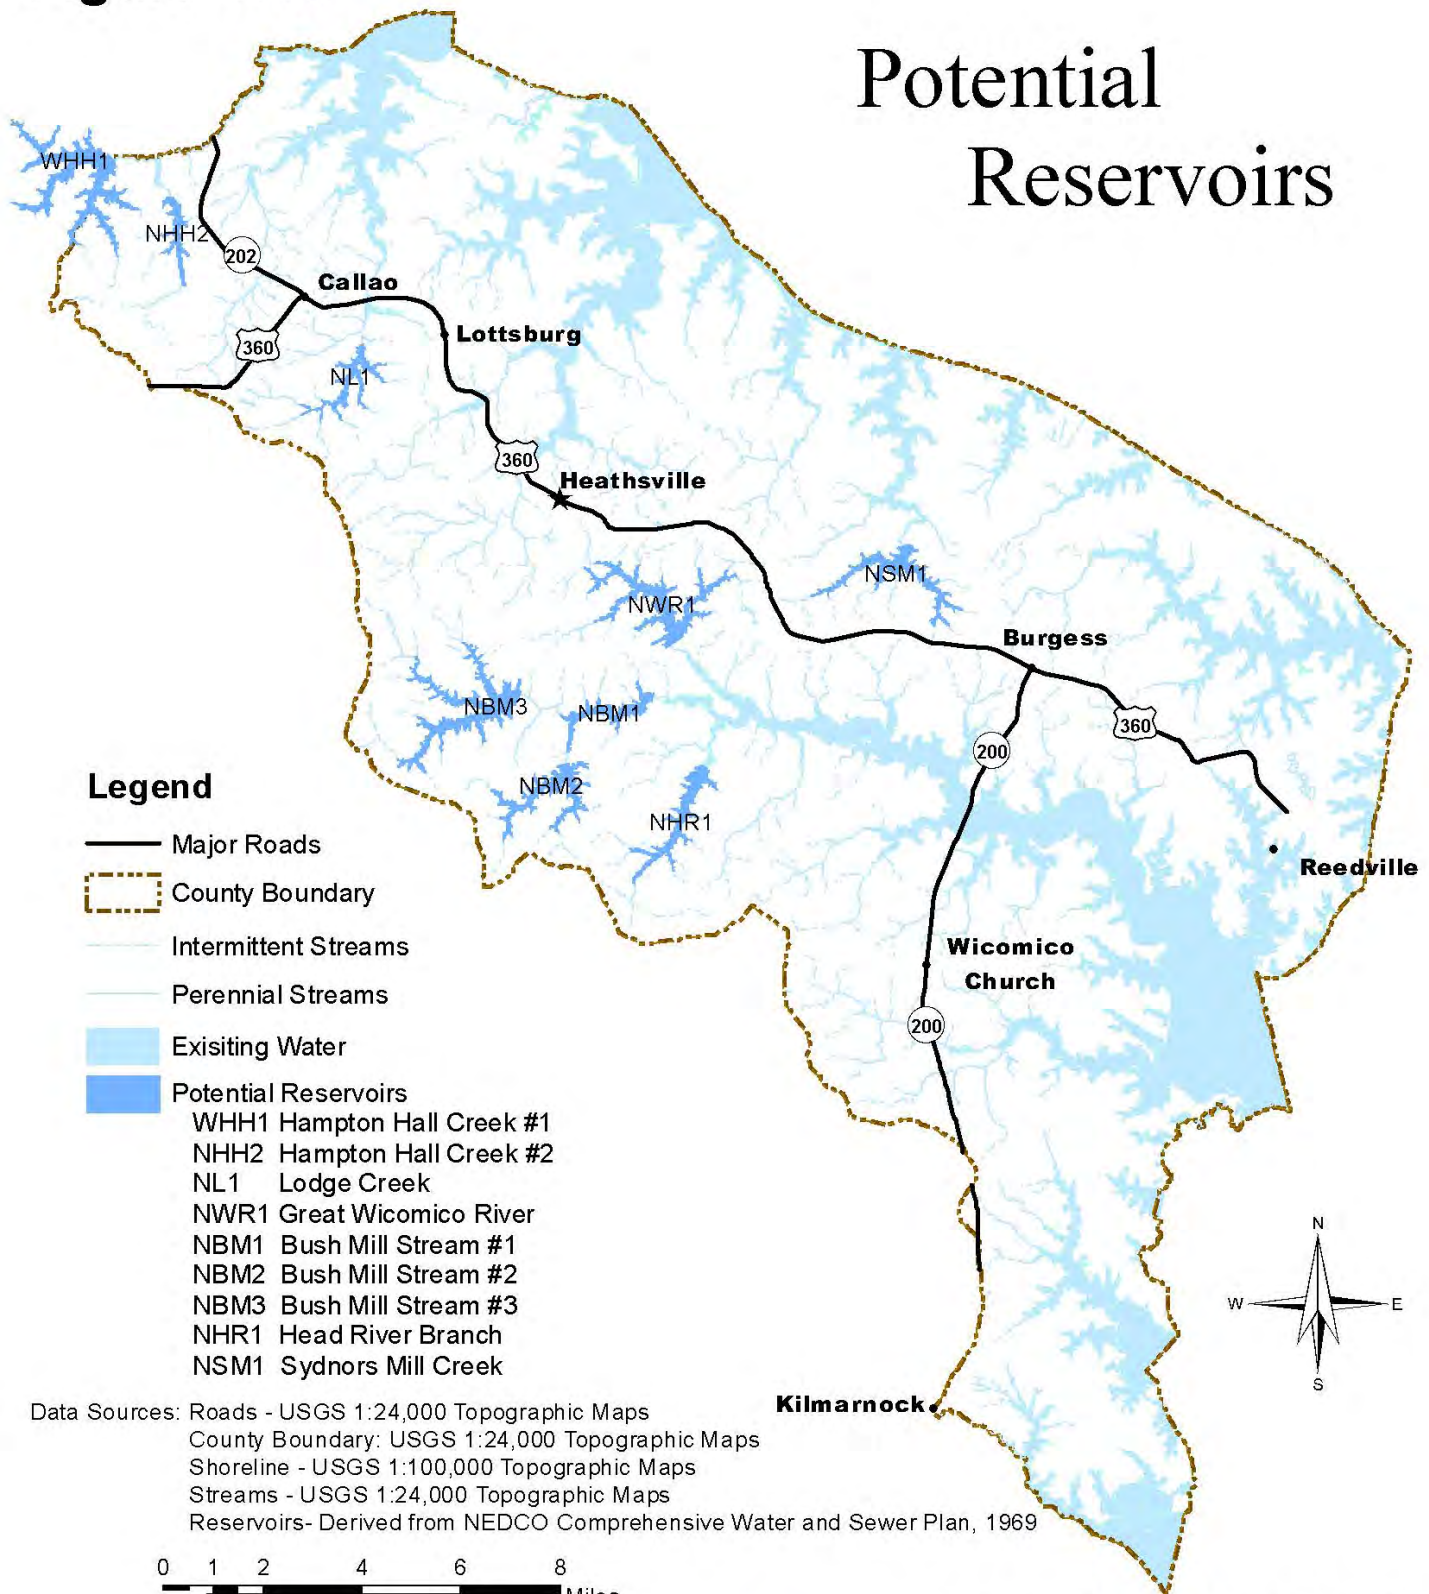 Potential
Reservoirs
WHH1
NHH2
202
Callao
360
Lottsburg
NL1
360
Heathsville
NSM1
NWR1
Burgess
NBM3
NBM1
360
200
NBM2
NHR1
Reedville
Wicomico
Church
200
Legend
Major Roads
County Boundary
Intermittent Streams
Perennial Streams
Exisiting Water
Potential Reservoirs
WHH1 Hampton Hall Creek #1
NHH2 Hampton Hall Creek #2
NL1 Lodge Creek
NWR1 Great Wicomico River
NBM1 Bush Mill Stream #1
NBM2 Bush Mill Stream #2
NBM3 Bush Mill Stream #3
NHR1 Head River Branch
NSM1 Sydnors Mill Creek
N
W E
S
Kilmarnock
Data Sources: Roads - USGS 1:24,000 Topographic Maps
County Boundary: USGS 1:24,000 Topographic Maps
Shoreline - USGS 1:100,000 Topographic Maps
Streams - USGS 1:24,000 Topographic Maps
Reservoirs- Derived from NEDCO Comprehensive Water and Sewer Plan, 1969
0 1 2 4 6 8
Miles